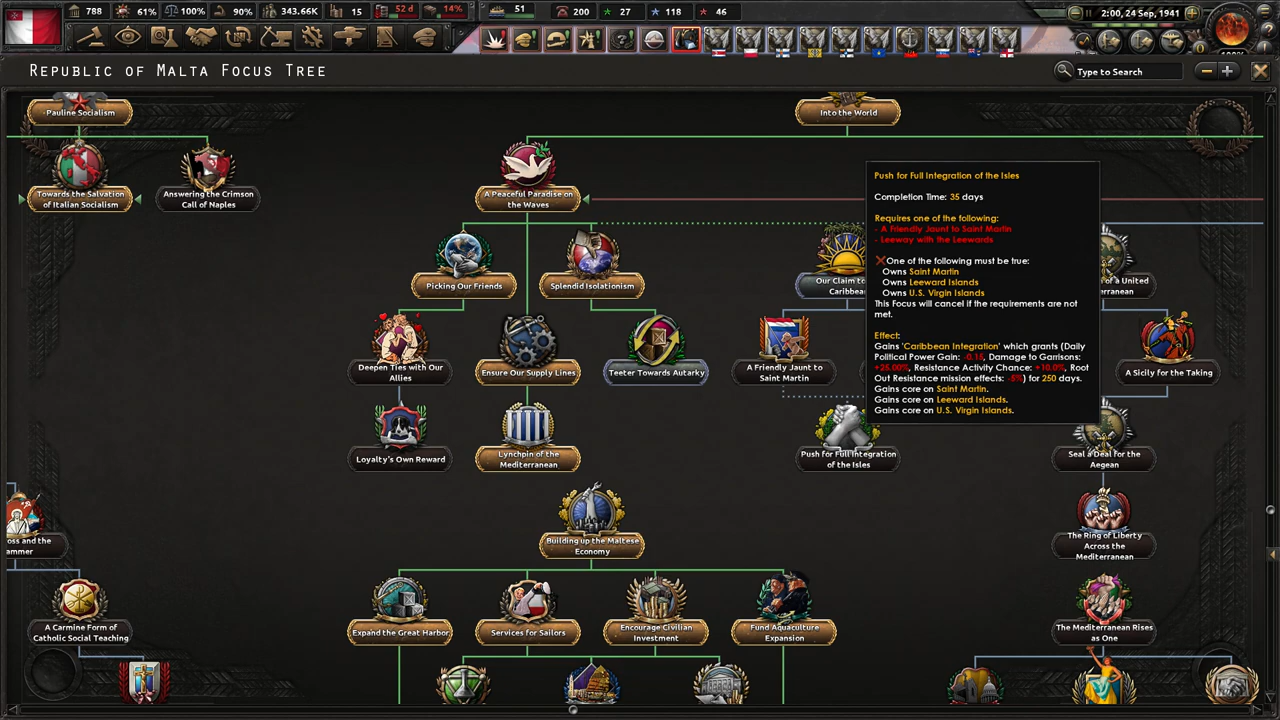 788
61%
100%
90%
343.66K
15
52 d
14%
51
200
27
118
46
2:00, 24 Sep, 1941
100%
Republic of Malta Focus Tree
Type to Search
Pauline Socialism
Into the World
Towards the Salvation
of Italian Socialism
Answering the Crimson
Call of Naples
A Peaceful Paradise on
the Waves
Push for Full Integration of the Isles
Completion Time: 35 days
Requires one of the following:
- A Friendly Jaunt to Saint Martin
- Leeway with the Leewards
One of the following must be true:
Owns Saint Martin
Owns Leeward Islands
Owns U.S. Virgin Islands
This Focus will cancel if the requirements are not
met.
Effect:
Gains 'Caribbean Integration' which grants (Daily
Political Power Gain: -0.15, Damage to Garrisons:
+25.00%, Resistance Activity Chance: +10.0%, Root
Out Resistance mission effects: -5%) for 250 days.
Gains core on Saint Martin.
Gains core on Leeward Islands.
Gains core on U.S. Virgin Islands.
Picking Our Friends
Splendid Isolationism
Our Claim to
Caribbea
of a United
erranean
Deepen Ties with Our
Allies
Ensure Our Supply Lines
Teeter Towards Autarky
A Friendly Jaunt to
Saint Martin
A Sicily for the Taking
Loyalty's Own Reward
Lynchpin of the
Mediterranean
Push for Full Integration
of the Isles
Seal a Deal for the
Aegean
oss and the
ammer
Building up the Maltese
Economy
The Ring of Liberty
Across the
Mediterranean
A Carmine Form of
Catholic Social Teaching
Expand the Great Harbor
Services for Sailors
Encourage Civilian
Investment
Fund Aquaculture
Expansion
The Mediterranean Rises
as One